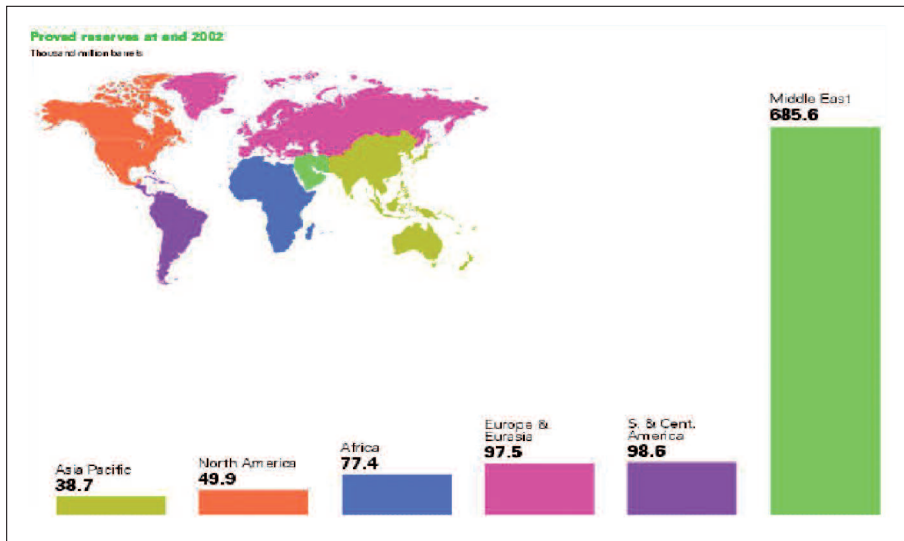 Proved reserves at end 2002
Thousand million barrels
Middle East
685.6
Europe &
Eurasia
97.5
S. & Cent.
America
98.6
Africa
77.4
North America
49.9
Asia Pacific
38.7